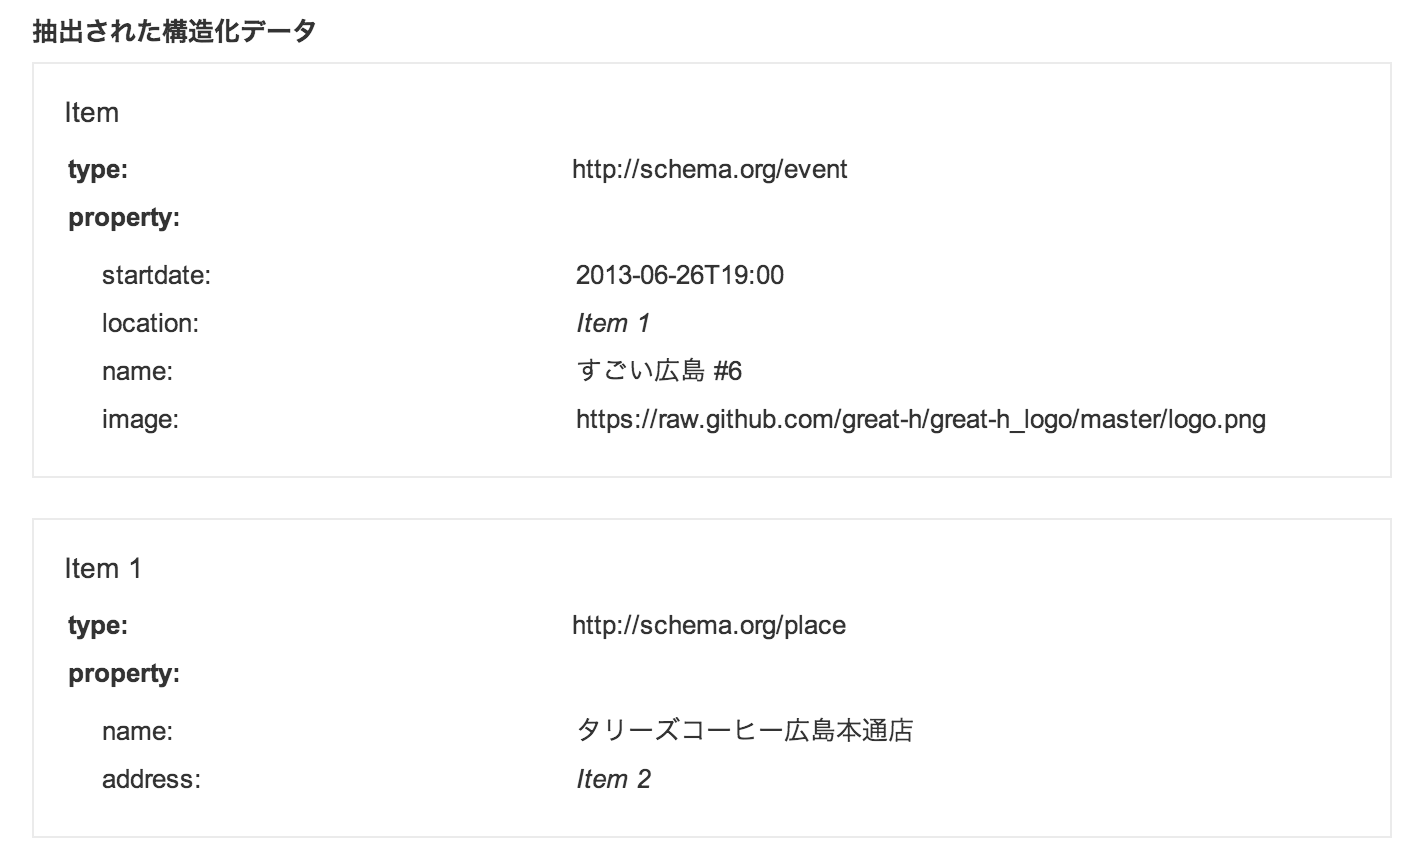 抽出された構造化データ
Item
type: http://schema.org/event
property:
startdate: 2013-06-26T19:00
location: Item 1
name: すごい広島 #6
image: https://raw.github.com/great-h/great-h_logo/master/logo.png
Item 1
type: http://schema.org/place
property:
name: タリーズコーヒー広島本通店
address: Item 2